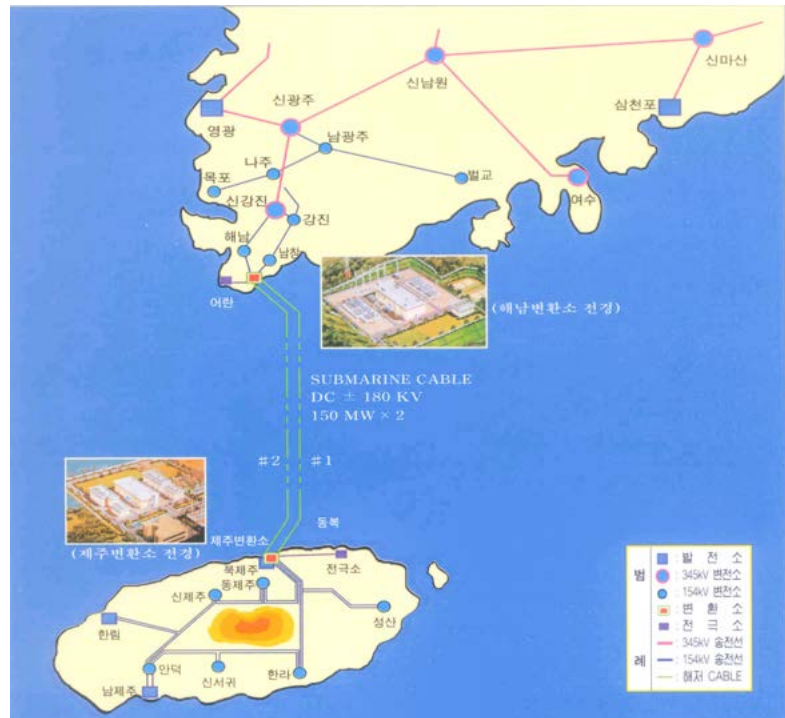 신마산
신남원
신광주
삼천포
영광
남광주
나주
목포
벌교
신강진
여수
강진
해남
남창
어란
(해남변환소 전경)
SUBMARINE CABLE
DC ± 180 KV
150 MW × 2
#2
#1
동복
제주변환소
(제주변환소 전경)
북제주
전극소
동제주
신제주
성산
한림
안덕
신서귀
한라
남제주
범
례
: 발 전 소
: 345kV 변전소
: 154kV 변전소
: 변 환 소
: 전 극 소
: 345kV 송전선
: 154kV 송전선
: 해저 CABLE